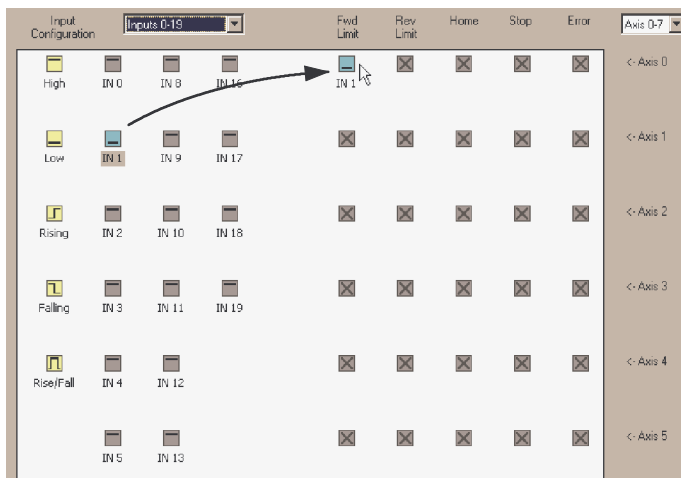 Input Configuration
Inputs 0-19
Fwd Limit
Rev Limit
Home
Stop
Error
Axis 0-7
High
IN 0
IN 8
IN 16
IN 1
<- Axis 0
Low
IN 1
IN 9
IN 17
<- Axis 1
Rising
IN 2
IN 10
IN 18
<- Axis 2
Falling
IN 3
IN 11
IN 19
<- Axis 3
Rise/Fall
IN 4
IN 12
<- Axis 4
IN 5
IN 13
<- Axis 5